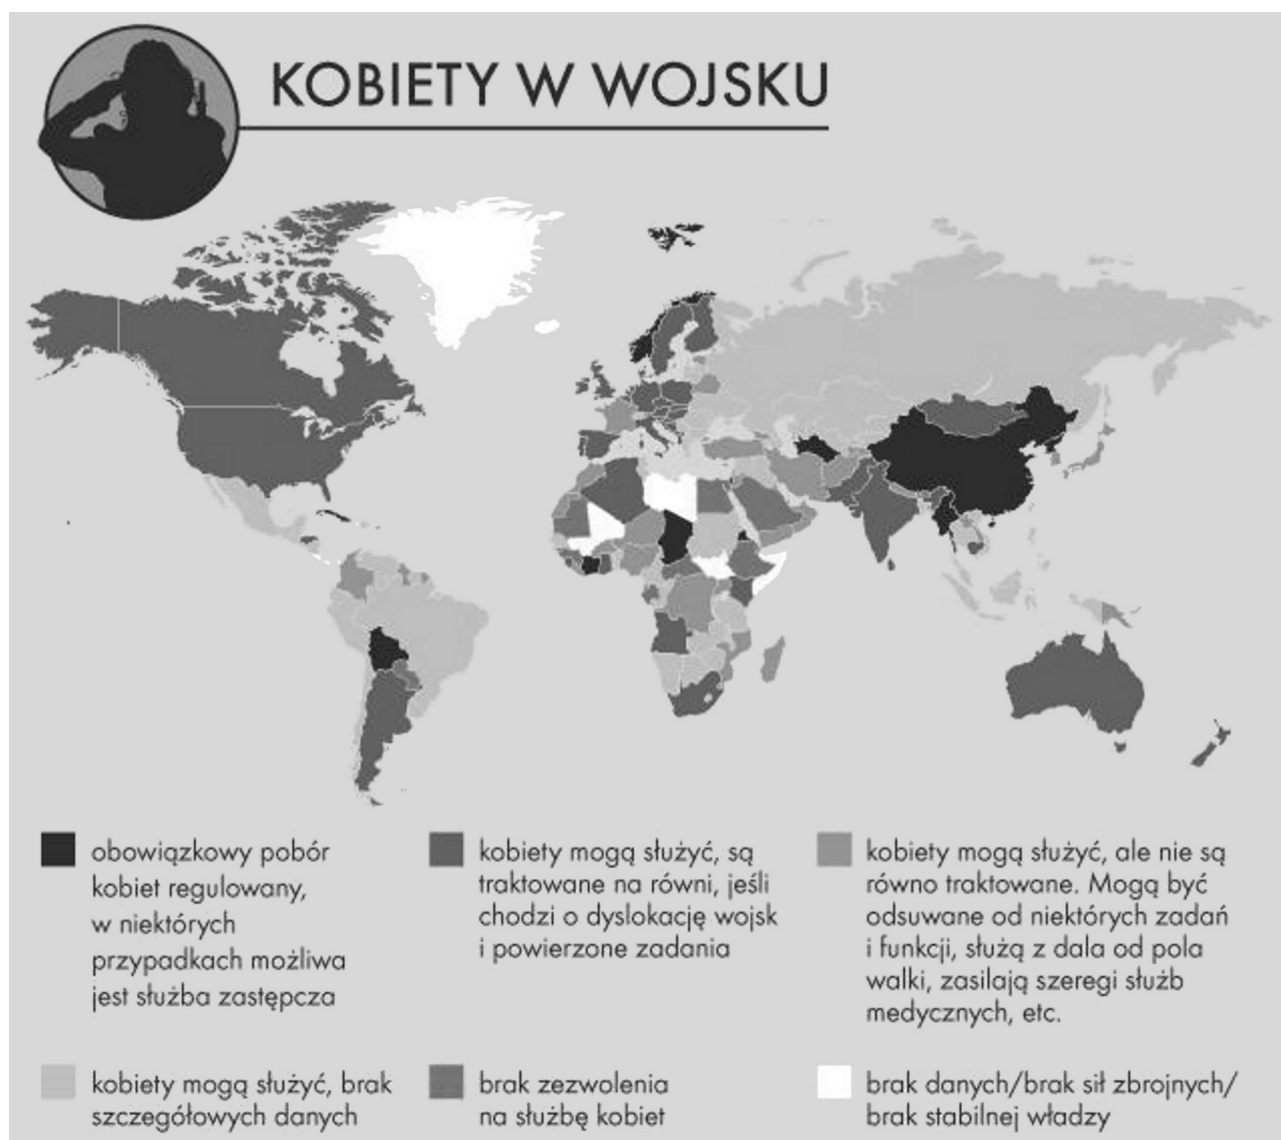 KOBIETY W WOJSKU
obowiązkowy pobór
kobiet regulowany,
w niektórych
przypadkach możliwa
jest służba zastępcza
kobiety mogą służyć, są
traktowane na równi, jeśli
chodzi o dyslokację wojsk
i powierzone zadania
kobiety mogą służyć, ale nie są
równo traktowane. Mogą być
odsuwane od niektórych zadań
i funkcji, służą z dala od pola
walki, zasilają szeregi służb
medycznych, etc.
kobiety mogą służyć, brak
szczegółowych danych
brak zezwolenia
na służbę kobiet
brak danych/brak sił zbrojnych/
brak stabilnej władzy